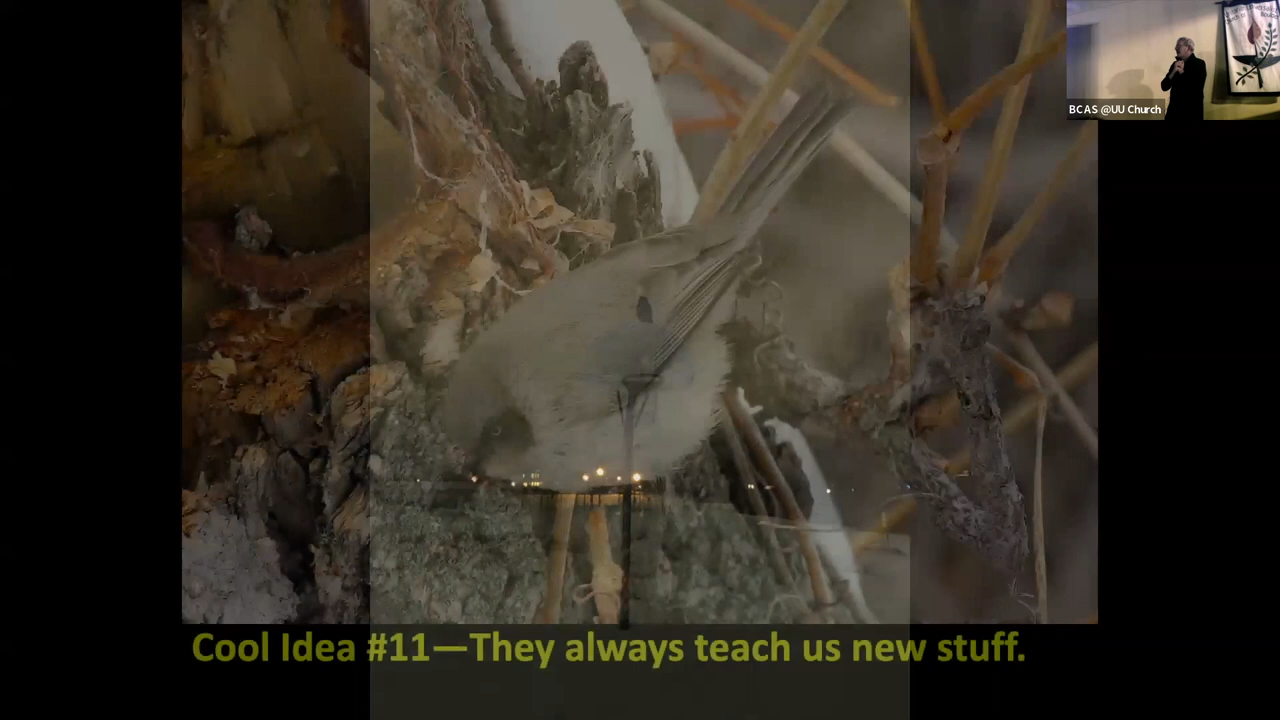 BCAS @UU Church
Cool Idea #11—They always teach us new stuff.